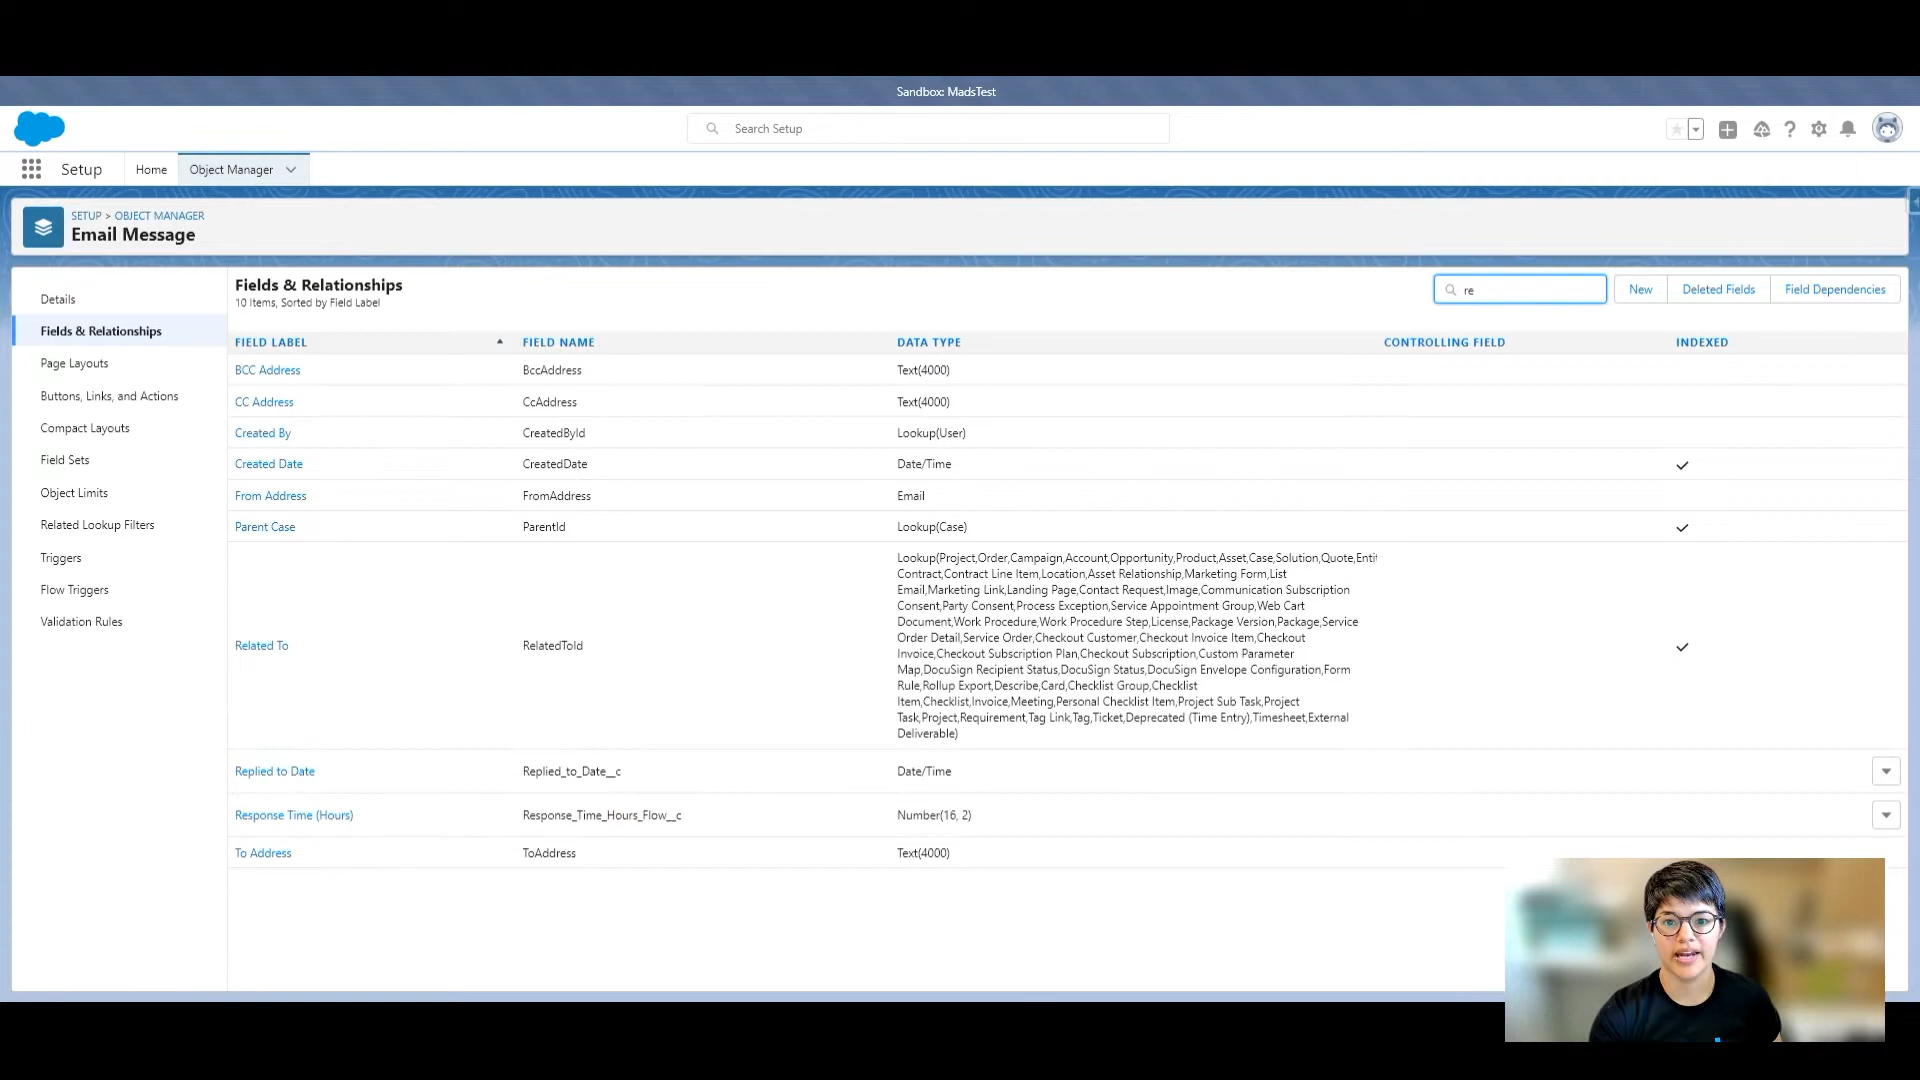 Sandbox: MadsTest
Search Setup
Setup
Home
Object Manager
SETUP > OBJECT MANAGER
Email Message
Details
Fields & Relationships
Page Layouts
Buttons, Links, and Actions
Compact Layouts
Field Sets
Object Limits
Related Lookup Filters
Triggers
Flow Triggers
Validation Rules
Fields & Relationships
10 Items, Sorted by Field Label
re
New
Deleted Fields
Field Dependencies
FIELD LABEL FIELD NAME DATA TYPE CONTROLLING FIELD INDEXED
BCC Address BccAddress Text(4000)
CC Address CcAddress Text(4000)
Created By CreatedById Lookup(User)
Created Date CreatedDate Date/Time
From Address FromAddress Email
Parent Case ParentId Lookup(Case)
Related To RelatedToId
Lookup(Project,Order,Campaign,Account,Opportunity,Product,Asset,Case,Solution,Quote,Entit
Contract,Contract Line Item,Location,Asset Relationship,Marketing Form,List
Email,Marketing Link,Landing Page,Contact Request,Image,Communication Subscription
Consent,Party Consent,Process Exception,Service Appointment Group,Web Cart
Document,Work Procedure,Work Procedure Step,License,Package Version,Package,Service
Order Detail,Service Order,Checkout Customer,Checkout Invoice Item,Checkout
Invoice,Checkout Subscription Plan,Checkout Subscription,Custom Parameter
Map,DocuSign Recipient Status,DocuSign Status,DocuSign Envelope Configuration,Form
Rule,Rollup Export,Describe,Card,Checklist Group,Checklist
Item,Checklist,Invoice,Meeting,Personal Checklist Item,Project Sub Task,Project
Task,Project,Requirement,Tag Link,Tag,Ticket,Deprecated (Time Entry),Timesheet,External
Deliverable)
Replied to Date Replied_to_Date__c Date/Time
Response Time (Hours) Response_Time_Hours_Flow__c Number(16, 2)
To Address ToAddress Text(4000)